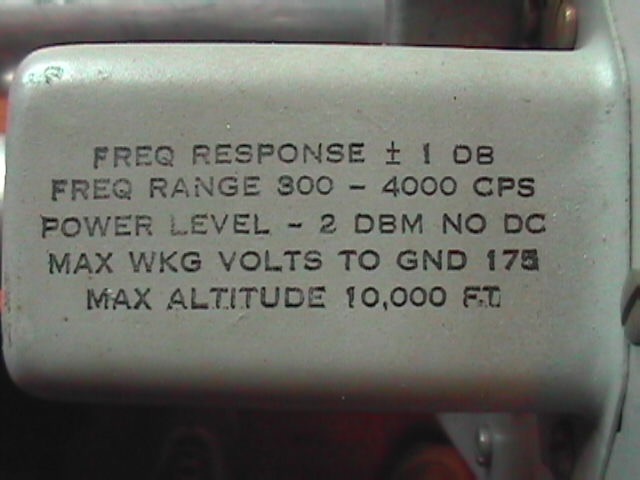 FREQ RESPONSE ± 1 DB
FREQ RANGE 300 - 4000 CPS
POWER LEVEL - 2 DBM NO DC
MAX WKG VOLTS TO GND 175
MAX ALTITUDE 10,000 FT.